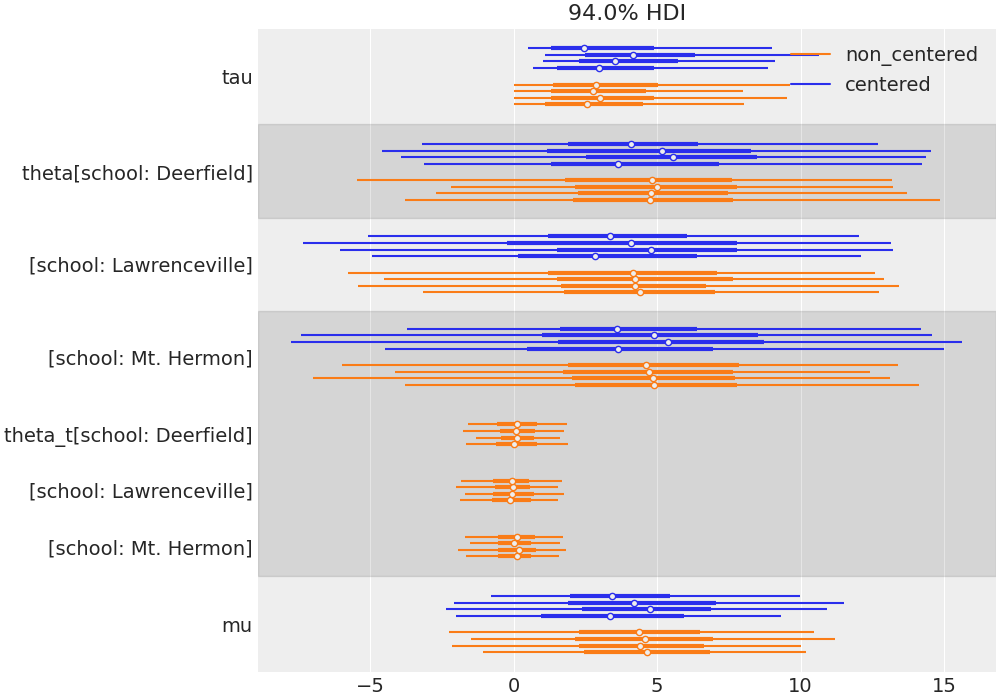 94.0% HDI
non_centered
centered
tau
theta[school: Deerfield]
[school: Lawrenceville]
[school: Mt. Hermon]
theta_t[school: Deerfield]
[school: Lawrenceville]
[school: Mt. Hermon]
mu
−5 0 5 10 15